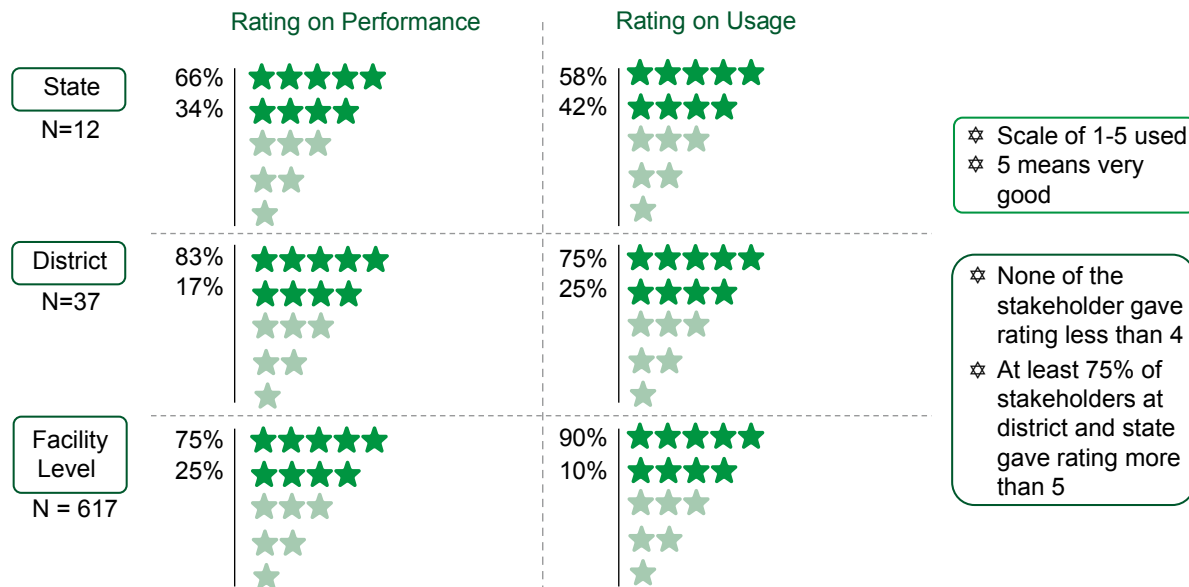 Rating on Performance
Rating on Usage
State
N=12
66%
34%
58%
42%
District
N=37
83%
17%
75%
25%
Facility
Level
N = 617
75%
25%
90%
10%
Scale of 1-5 used
5 means very
good
None of the
stakeholder gave
rating less than 4
At least 75% of
stakeholders at
district and state
gave rating more
than 5